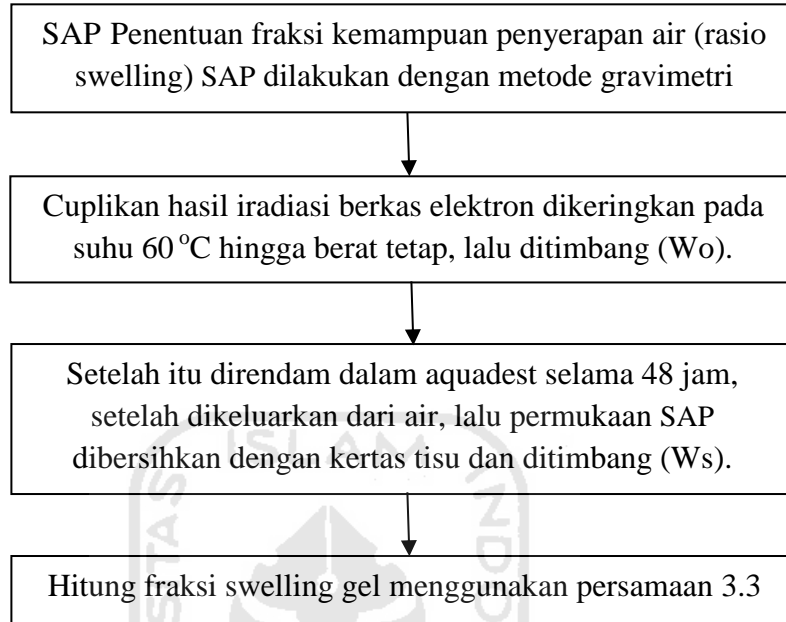 SAP Penentuan fraksi kemampuan penyerapan air (rasio
swelling) SAP dilakukan dengan metode gravimetri
Cuplikan hasil iradiasi berkas elektron dikeringkan pada
suhu 60 °C hingga berat tetap, lalu ditimbang (Wo).
Setelah itu direndam dalam aquadest selama 48 jam,
setelah dikeluarkan dari air, lalu permukaan SAP
dibersihkan dengan kertas tisu dan ditimbang (Ws).
ISLAM
Hitung fraksi swelling gel menggunakan persamaan 3.3